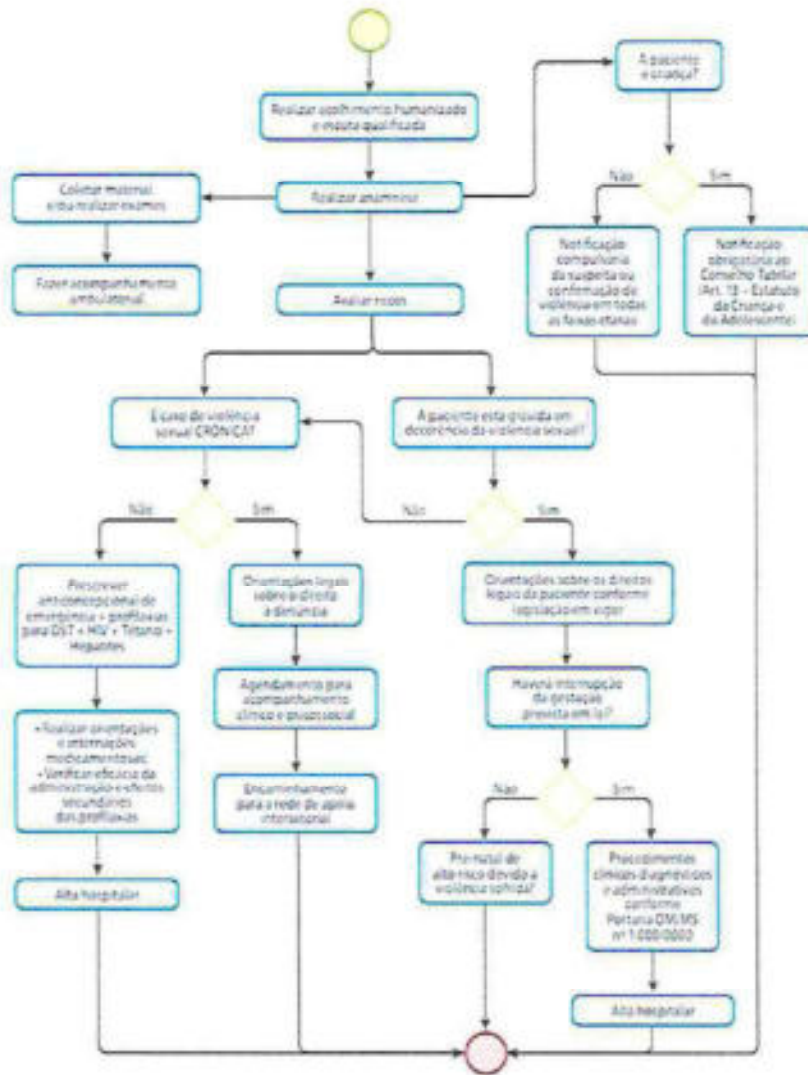 Realizar acolhimento humanizado
e escuta qualificada
A paciente
é criança?
Coletar material
e/ou realizar exames
Realizar anamnese
Não
Sim
Fazer acompanhamento
ambulatorial
Avaliar riscos
Notificação
compulsória
da suspeita ou
confirmação de
violência em todas
as faixas etárias
Notificação
obrigatória ao
Conselho Tutelar
(Art. 13 - Estatuto
da Criança e
do Adolescente)
É caso de violência
sexual CRÔNICA?
A paciente está grávida em
decorrência da violência sexual?
Não
Sim
Não
Sim
Prescrever
anticoncepcional de
emergência + profilaxias
para DST + HIV + Tétano +
Hepatites
Orientações legais
sobre o direito
a denúncia
Orientações sobre os direitos
legais da paciente conforme
legislação em vigor
Agendamento para
acompanhamento
clínico e psicossocial
Haverá interrupção
da gestação
prevista em lei?
• Realizar orientações
e
medicamentosas
• Verificar eficácia da
administração e efeitos
secundários
das profilaxias
Encaminhamento
para a rede de apoio
intersetorial
Não
Sim
Alta hospitalar
Pré-natal de
alto risco devido a
violência sofrida?
Procedimentos
clínicos diagnósticos
e administrativos
conforme
Portaria GM/MS
Alta hospitalar